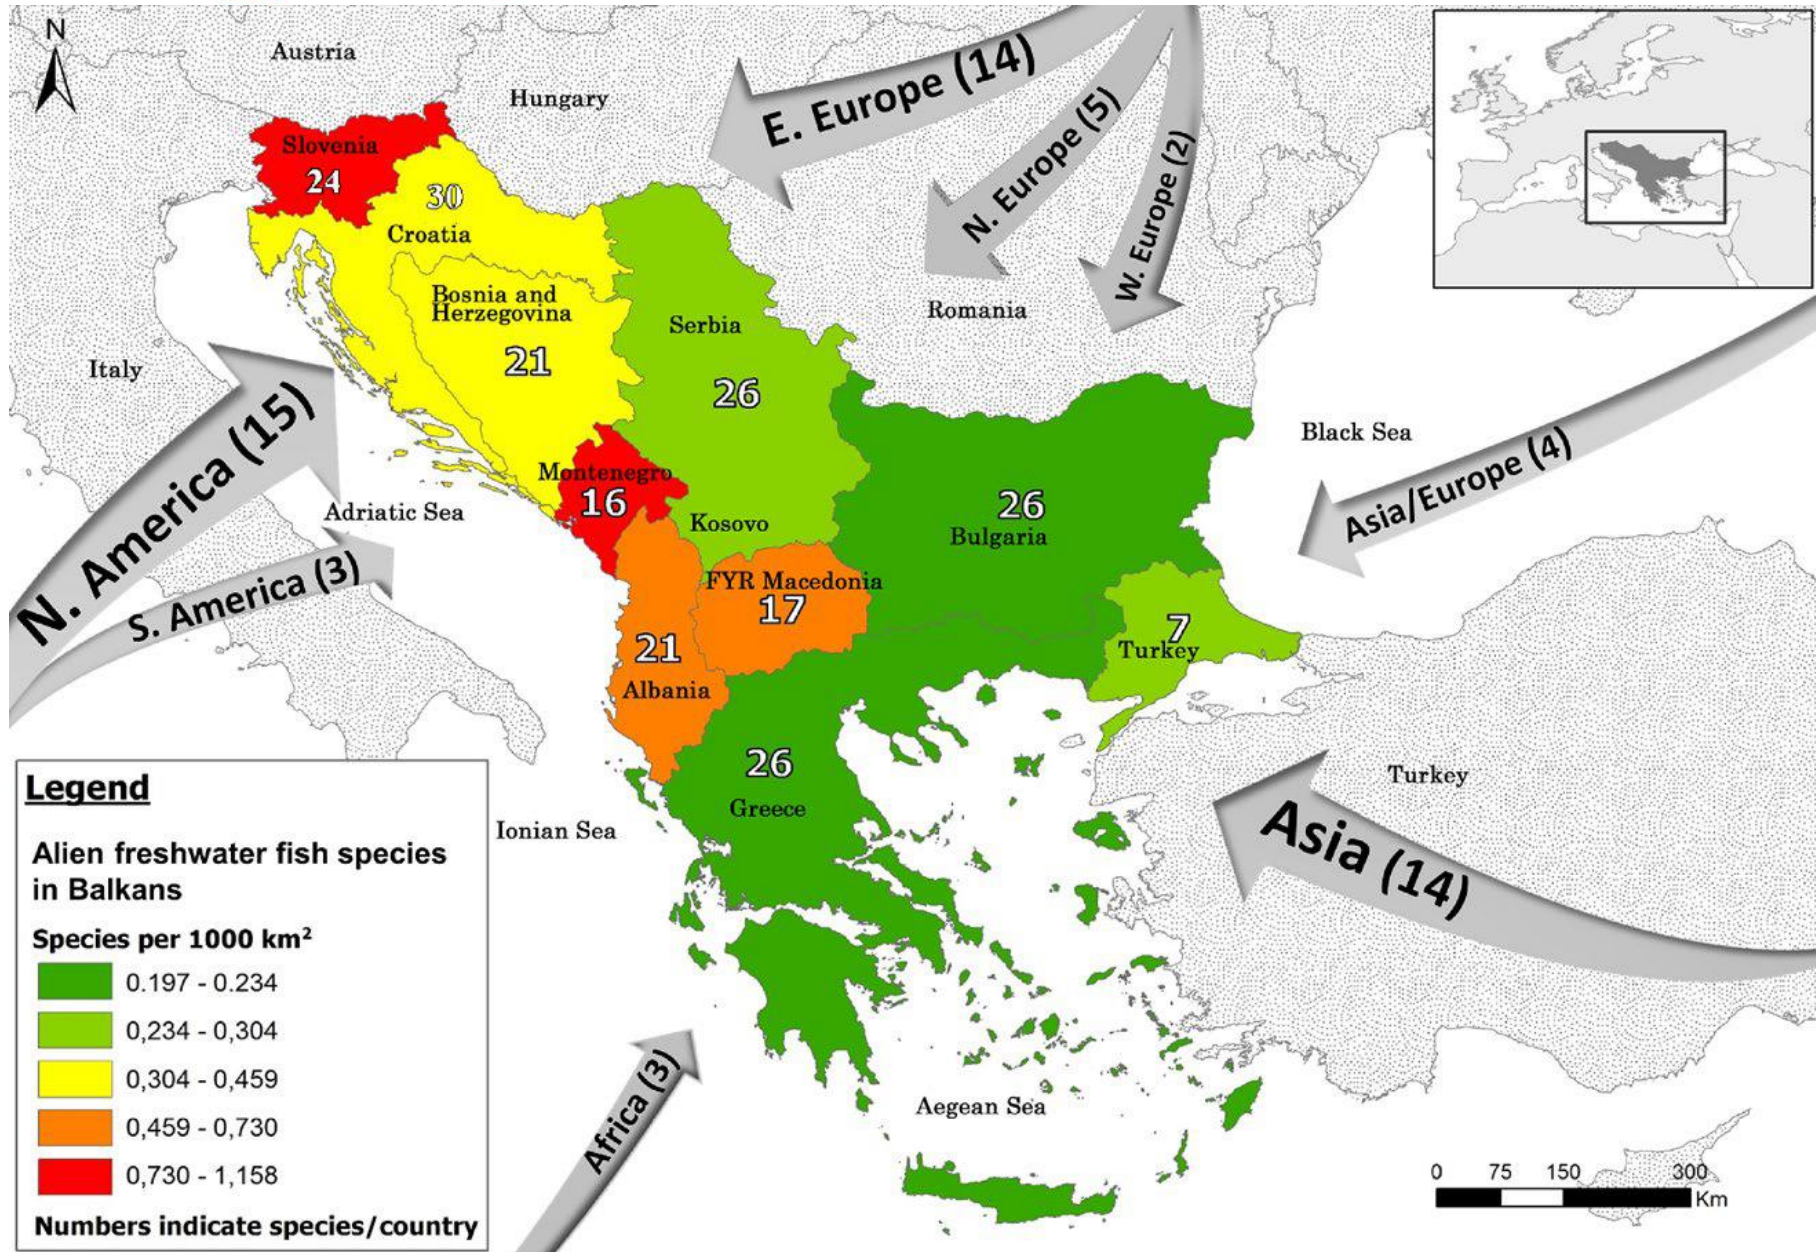 N
Austria
Hungary
E. Europe (14)
N. Europe (5)
W. Europe (2)
Slovenia
24
30
Croatia
Bosnia and
Herzegovina
21
Serbia
26
Romania
Italy
N. America (15)
S. America (3)
Adriatic Sea
Montenegro
16
Kosovo
26
Bulgaria
Black Sea
Asia/Europe (4)
FYR Macedonia
17
21
Albania
7
Turkey
26
Greece
Turkey
Asia (14)
Ionian Sea
Aegean Sea
Africa (3)
Legend
Alien freshwater fish species
in Balkans
Species per 1000 km²
0.197 - 0.234
0,234 - 0,304
0,304 - 0,459
0,459 - 0,730
0,730 - 1,158
Numbers indicate species/country
0 75 150 300
Km